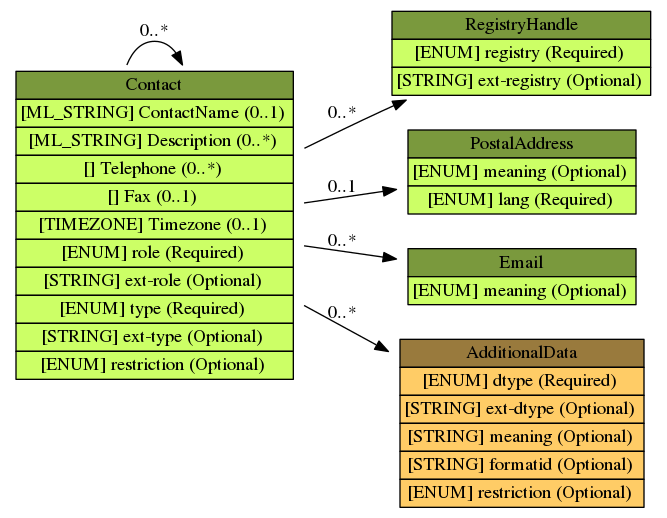 0..*
Contact
[ML_STRING] ContactName (0..1)
[ML_STRING] Description (0..*)
[] Telephone (0..*)
[] Fax (0..1)
[TIMEZONE] Timezone (0..1)
[ENUM] role (Required)
[STRING] ext-role (Optional)
[ENUM] type (Required)
[STRING] ext-type (Optional)
[ENUM] restriction (Optional)
0..*
RegistryHandle
[ENUM] registry (Required)
[STRING] ext-registry (Optional)
0..1
PostalAddress
[ENUM] meaning (Optional)
[ENUM] lang (Required)
0..*
Email
[ENUM] meaning (Optional)
0..*
AdditionalData
[ENUM] dtype (Required)
[STRING] ext-dtype (Optional)
[STRING] meaning (Optional)
[STRING] formatid (Optional)
[ENUM] restriction (Optional)